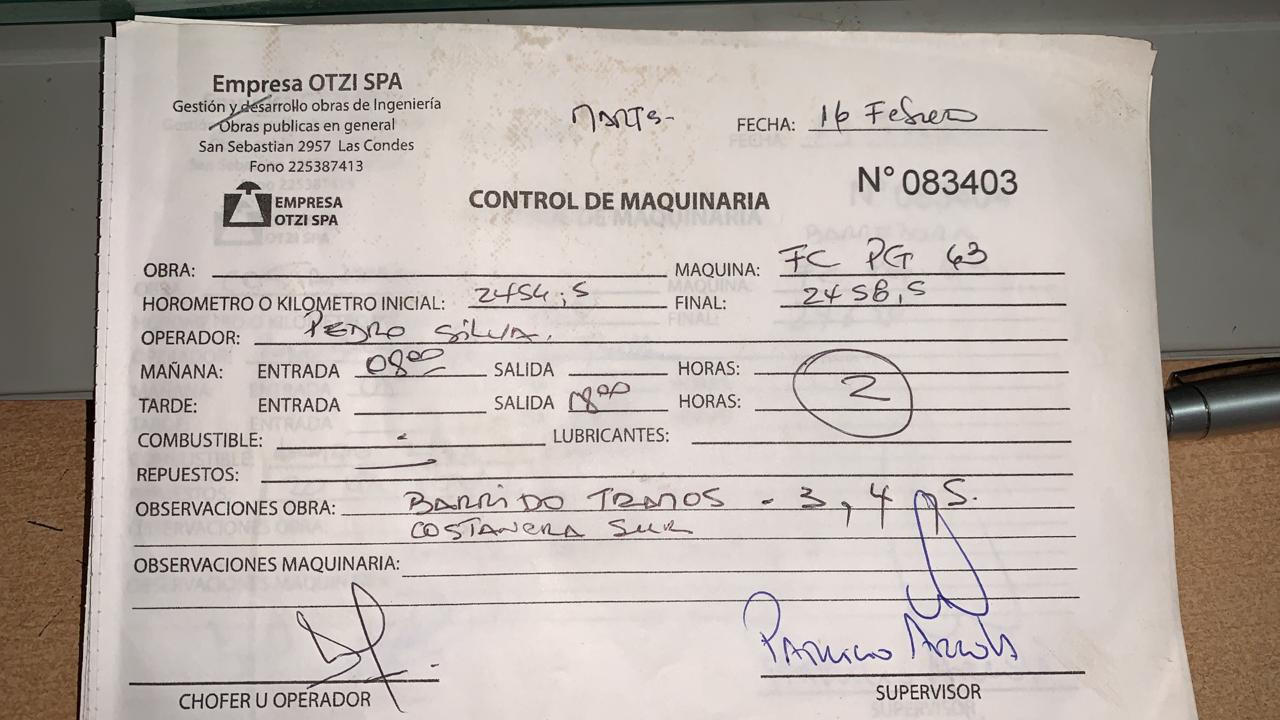 Empresa OTZI SPA
Gestión y desarrollo obras de Ingeniería
Obras publicas en general
San Sebastian 2957 Las Condes
Fono 225387413
EMPRESA
OTZI SPA
MARTES-
FECHA: 16 Febrero
N° 083403
CONTROL DE MAQUINARIA
OBRA: MAQUINA: FC PG 63
HOROMETRO O KILOMETRO INICIAL: 2454,5 FINAL: 2458,5
OPERADOR: PEDRO SILVA.
MAÑANA: ENTRADA 08:00 SALIDA HORAS:
TARDE: ENTRADA SALIDA 18:00 HORAS: 2
COMBUSTIBLE: - LUBRICANTES:
REPUESTOS: —
OBSERVACIONES OBRA: BARRIDO TRAMOS - 3, 4, 5.
COSTANERA SUR
OBSERVACIONES MAQUINARIA:
PATRICIO
CHOFER U OPERADOR SUPERVISOR